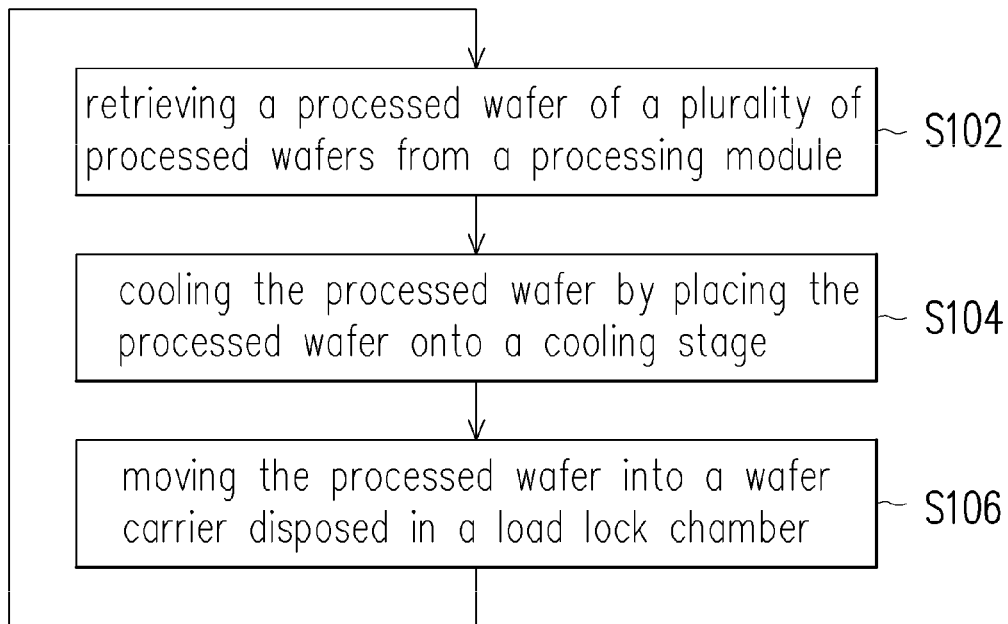 retrieving a processed wafer of a plurality of
processed wafers from a processing module
S102
cooling the processed wafer by placing the
processed wafer onto a cooling stage
S104
moving the processed wafer into a wafer
carrier disposed in a load lock chamber
S106